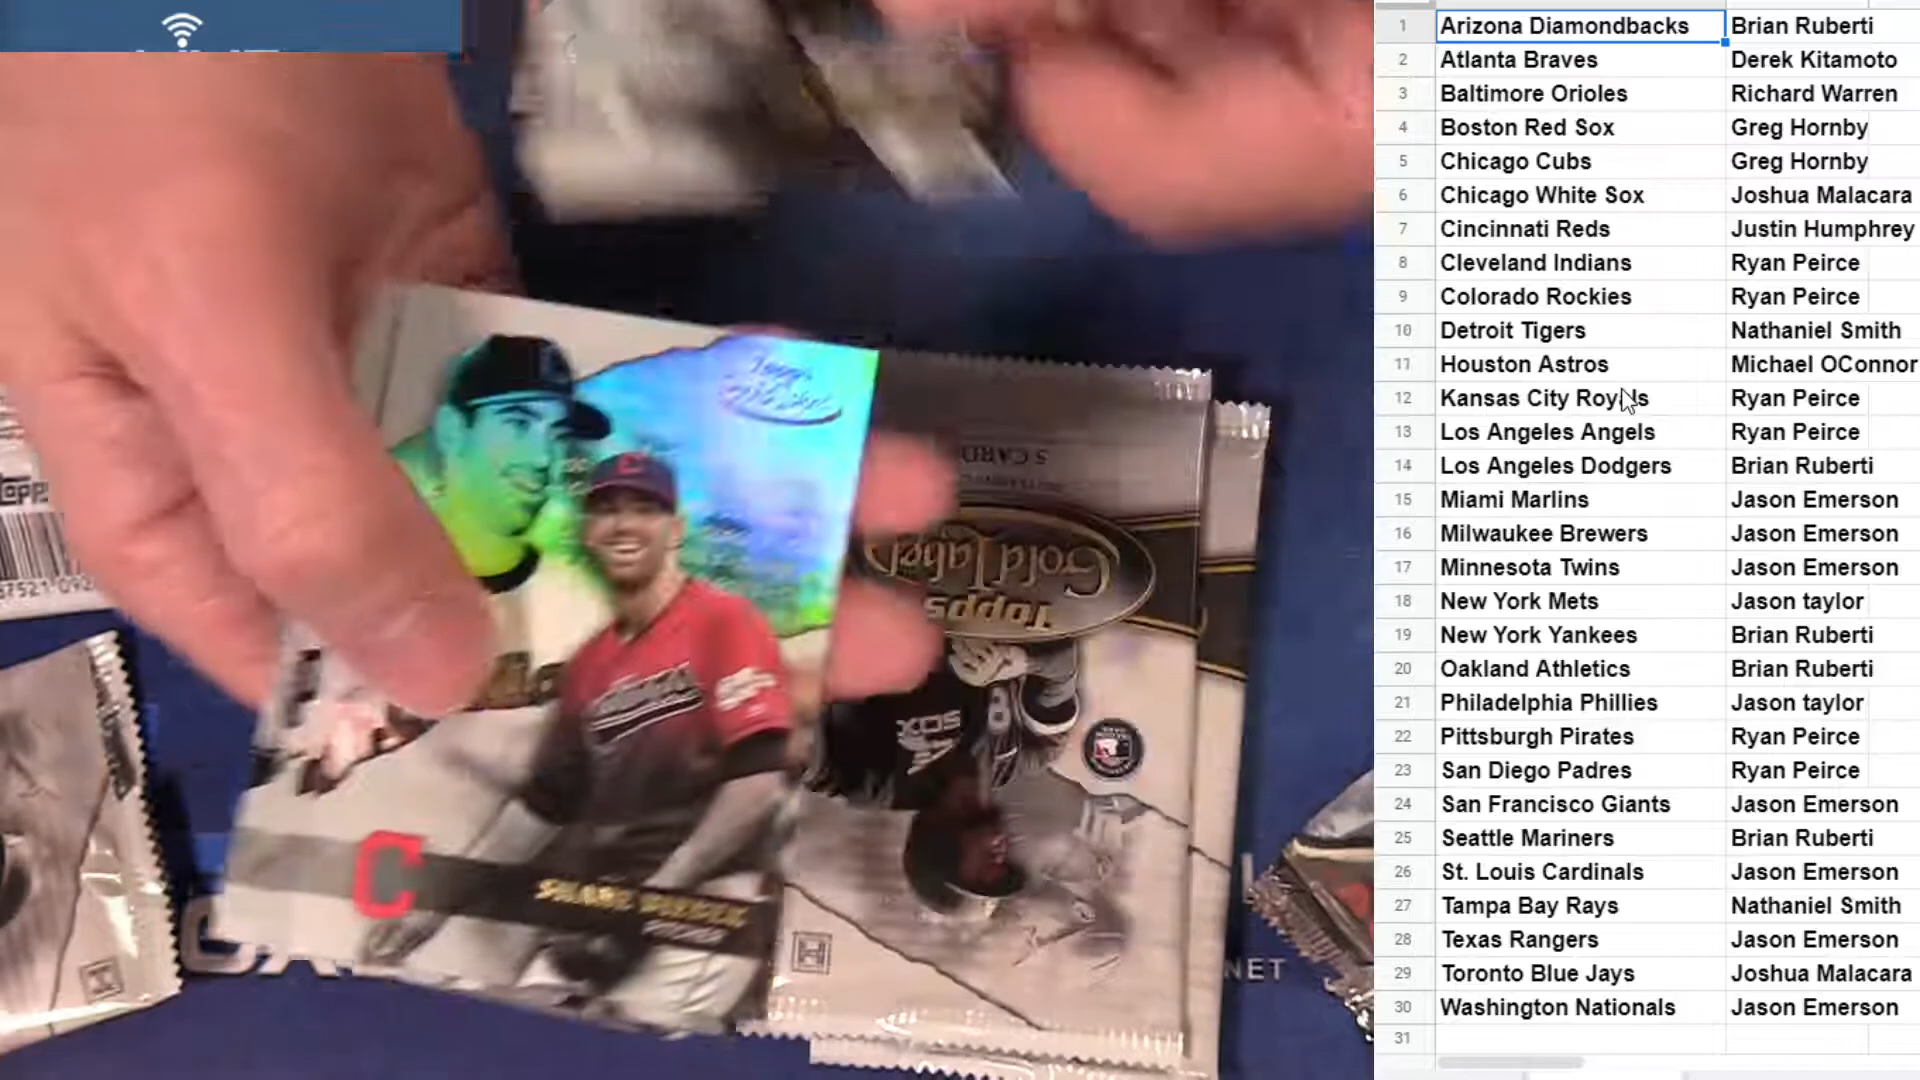 1 Arizona Diamondbacks Brian Ruberti
2 Atlanta Braves Derek Kitamoto
3 Baltimore Orioles Richard Warren
4 Boston Red Sox Greg Hornby
5 Chicago Cubs Greg Hornby
6 Chicago White Sox Joshua Malacara
7 Cincinnati Reds Justin Humphrey
8 Cleveland Indians Ryan Peirce
9 Colorado Rockies Ryan Peirce
10 Detroit Tigers Nathaniel Smith
11 Houston Astros Michael OConnor
12 Kansas City Royals Ryan Peirce
13 Los Angeles Angels Ryan Peirce
14 Los Angeles Dodgers Brian Ruberti
15 Miami Marlins Jason Emerson
16 Milwaukee Brewers Jason Emerson
17 Minnesota Twins Jason Emerson
18 New York Mets Jason taylor
19 New York Yankees Brian Ruberti
20 Oakland Athletics Brian Ruberti
21 Philadelphia Phillies Jason taylor
22 Pittsburgh Pirates Ryan Peirce
23 San Diego Padres Ryan Peirce
24 San Francisco Giants Jason Emerson
25 Seattle Mariners Brian Ruberti
26 St. Louis Cardinals Jason Emerson
27 Tampa Bay Rays Nathaniel Smith
28 Texas Rangers Jason Emerson
29 Toronto Blue Jays Joshua Malacara
30 Washington Nationals Jason Emerson
31
Topps
C
SHANE BIEBER
5 CARD
Topps
Gold Label
SOX
8
NET